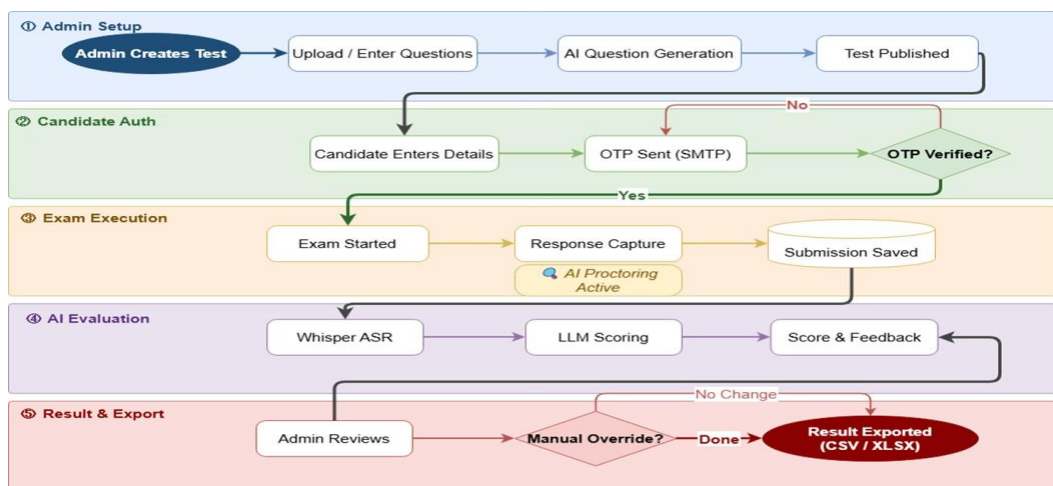 ① Admin Setup
Admin Creates Test
Upload / Enter Questions
AI Question Generation
Test Published
② Candidate Auth
No
Candidate Enters Details
OTP Sent (SMTP)
OTP Verified?
Yes
③ Exam Execution
Exam Started
Response Capture
Submission Saved
AI Proctoring
Active
④ AI Evaluation
Whisper ASR
LLM Scoring
Score & Feedback
No Change
⑤ Result & Export
Admin Reviews
Manual Override?
Done
Result Exported
(CSV / XLSX)